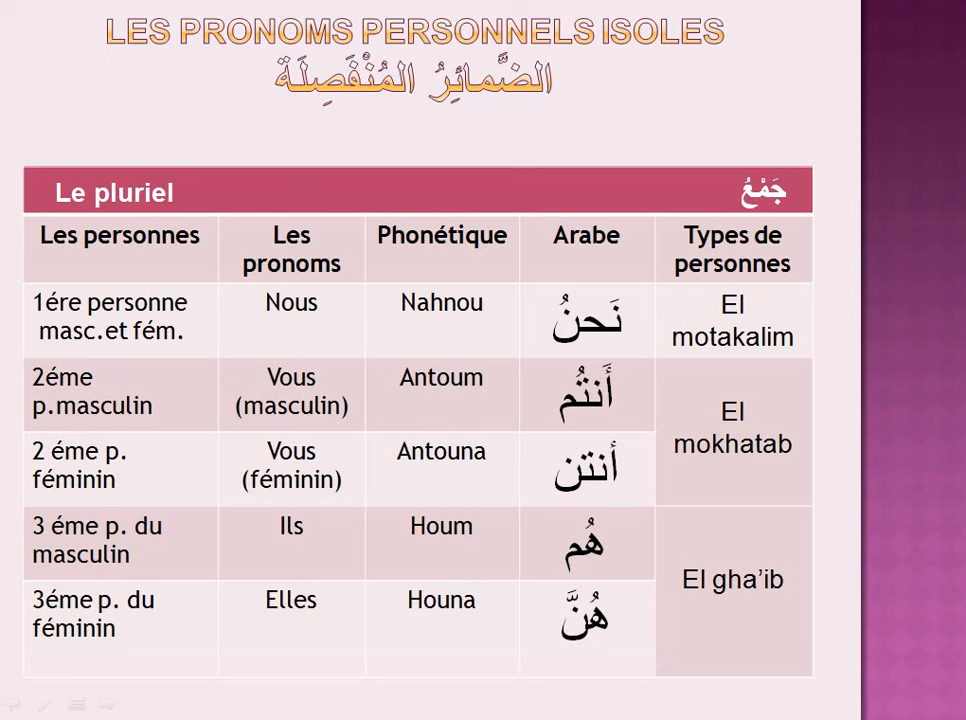 LES PRONOMS PERSONNELS ISOLES
الضَّمائِرُ المُنْفَصِلَة
Le pluriel جَمْعُ
Les personnes Les pronoms Phonétique Arabe Types de personnes
1ére personne masc.et fém. Nous Nahnou نَحنُ El motakalim
2éme p.masculin Vous (masculin) Antoum أَنتُم El mokhatab
2 éme p. féminin Vous (féminin) Antouna أنتن
3 éme p. du masculin Ils Houm هُم El gha’ib
3éme p. du féminin Elles Houna هُنَّ